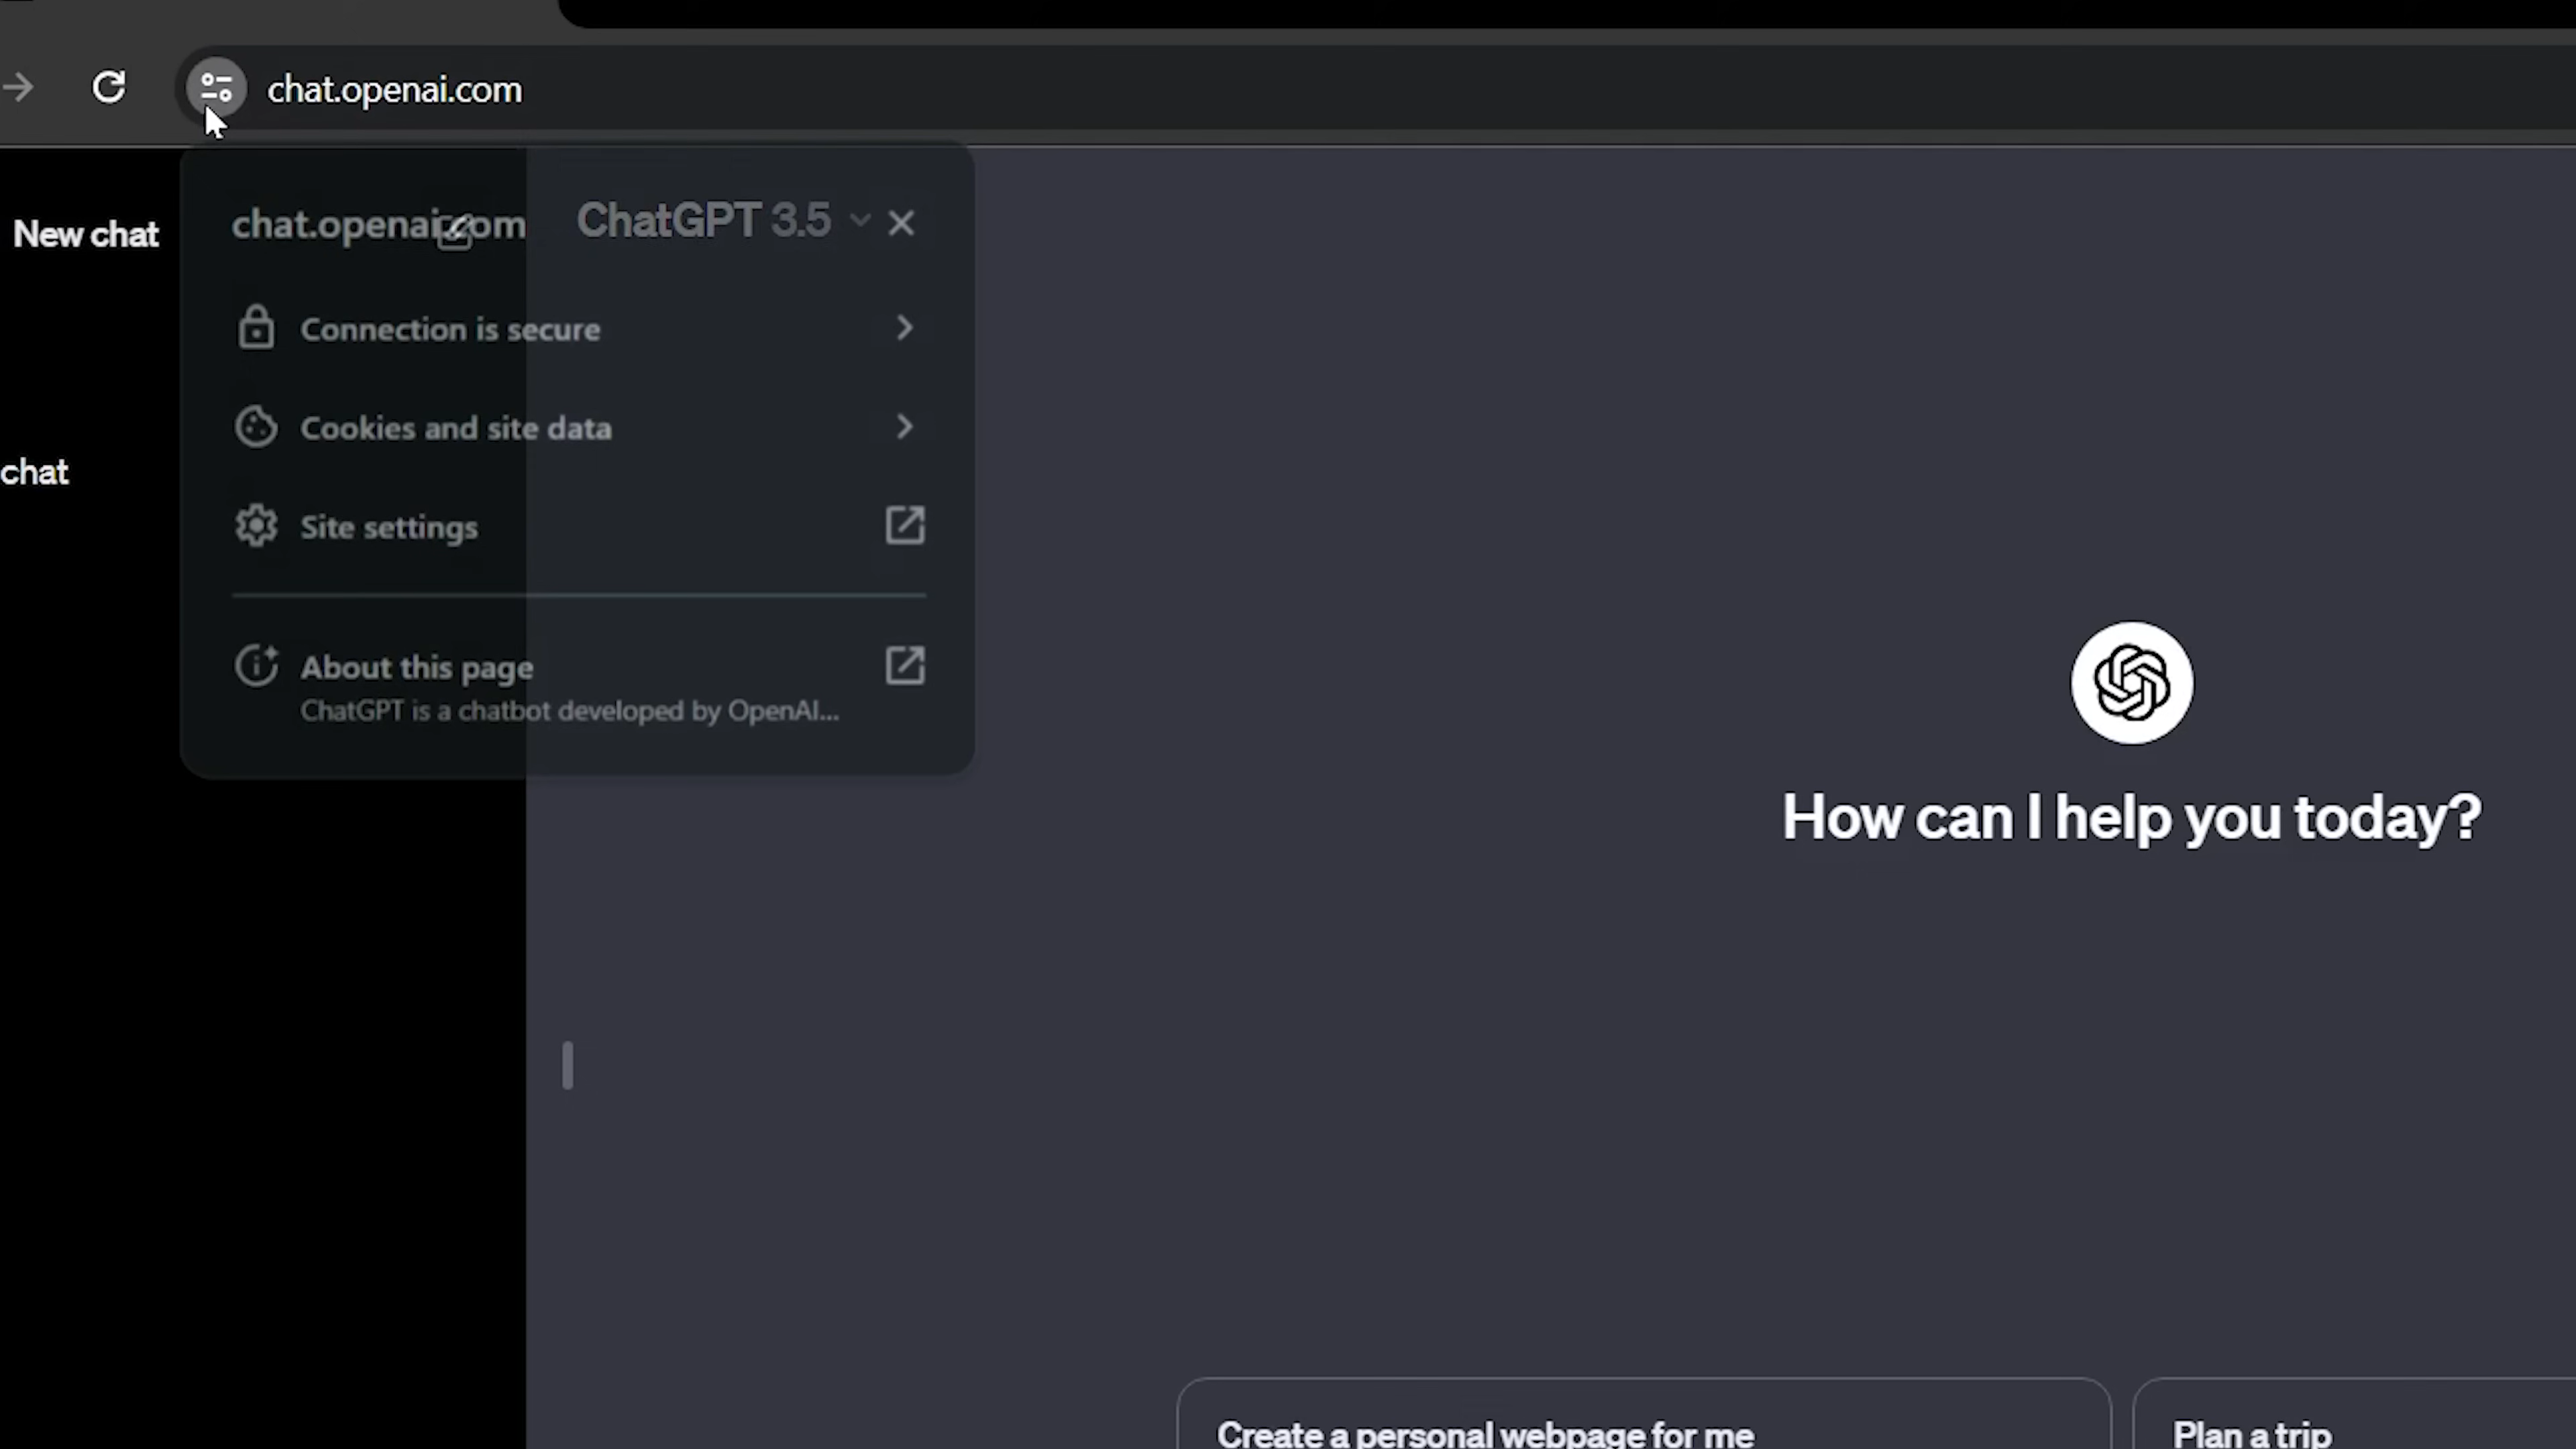 chat.openai.com
New chat
chat.openai.com
ChatGPT 3.5
Connection is secure
Cookies and site data
chat
Site settings
About this page
ChatGPT is a chatbot developed by OpenAI...
How can I help you today?
Create a personal webpage for me
Plan a trip